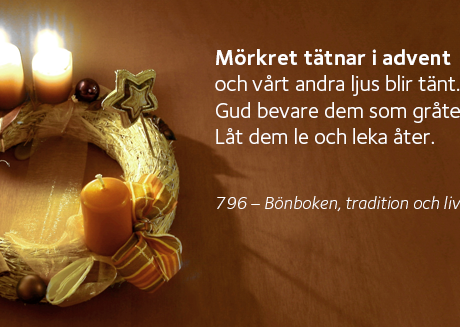 Mörkret tätnar i advent
och vårt andra ljus blir tänt.
Gud bevare dem som gråte
Låt dem le och leka åter.
796 – Bönboken, tradition och liv